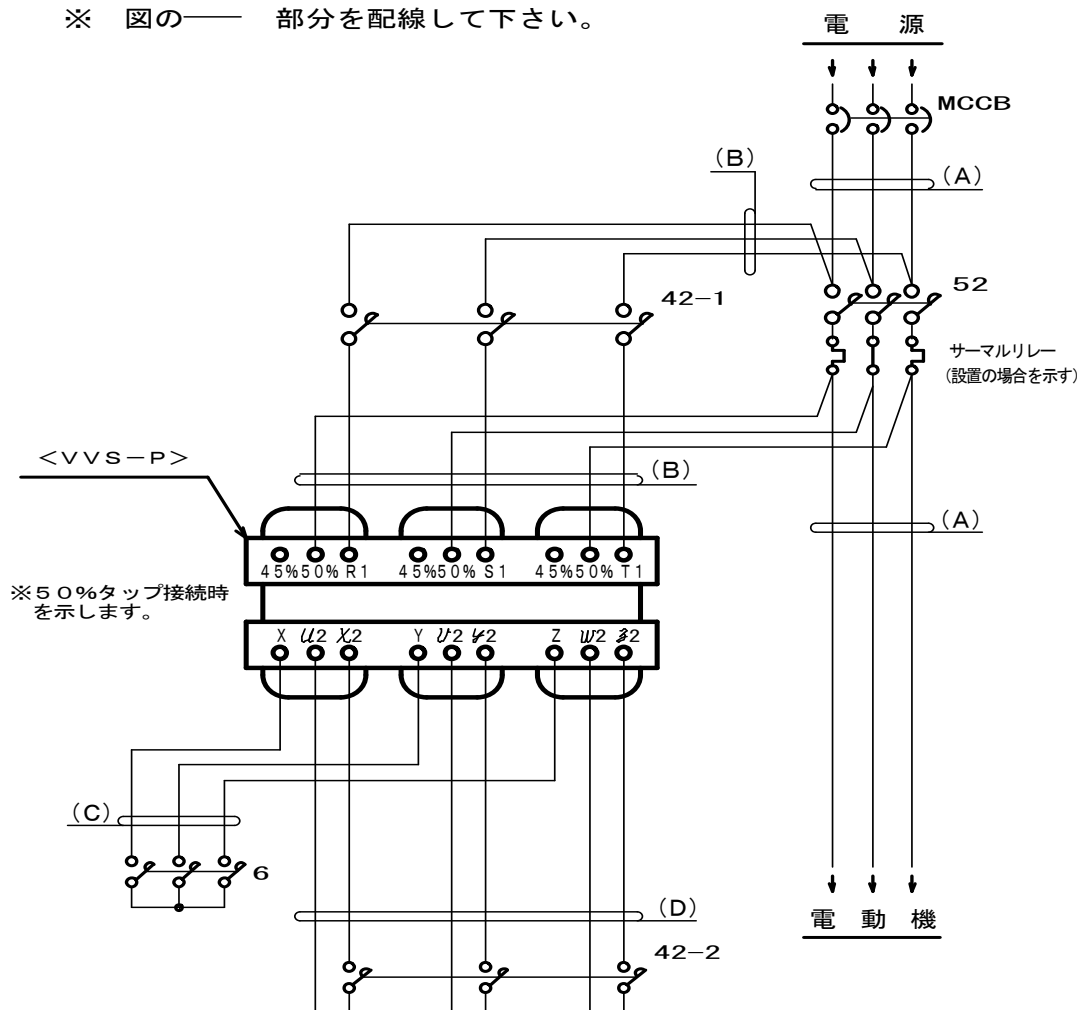 ※ 図の―― 部分を配線して下さい。
電 源
MCCB
(B)
(A)
42-1
52
サーマルリレー
(設置の場合を示す)
<VVS-P>
(B)
(A)
45% 50% R1 45% 50% S1 45% 50% T1
※50%タップ接続時
を示します。
X U2 X2 Y V2 Y2 Z W2 Z2
(C)
6
(D)
電 動 機
42-2